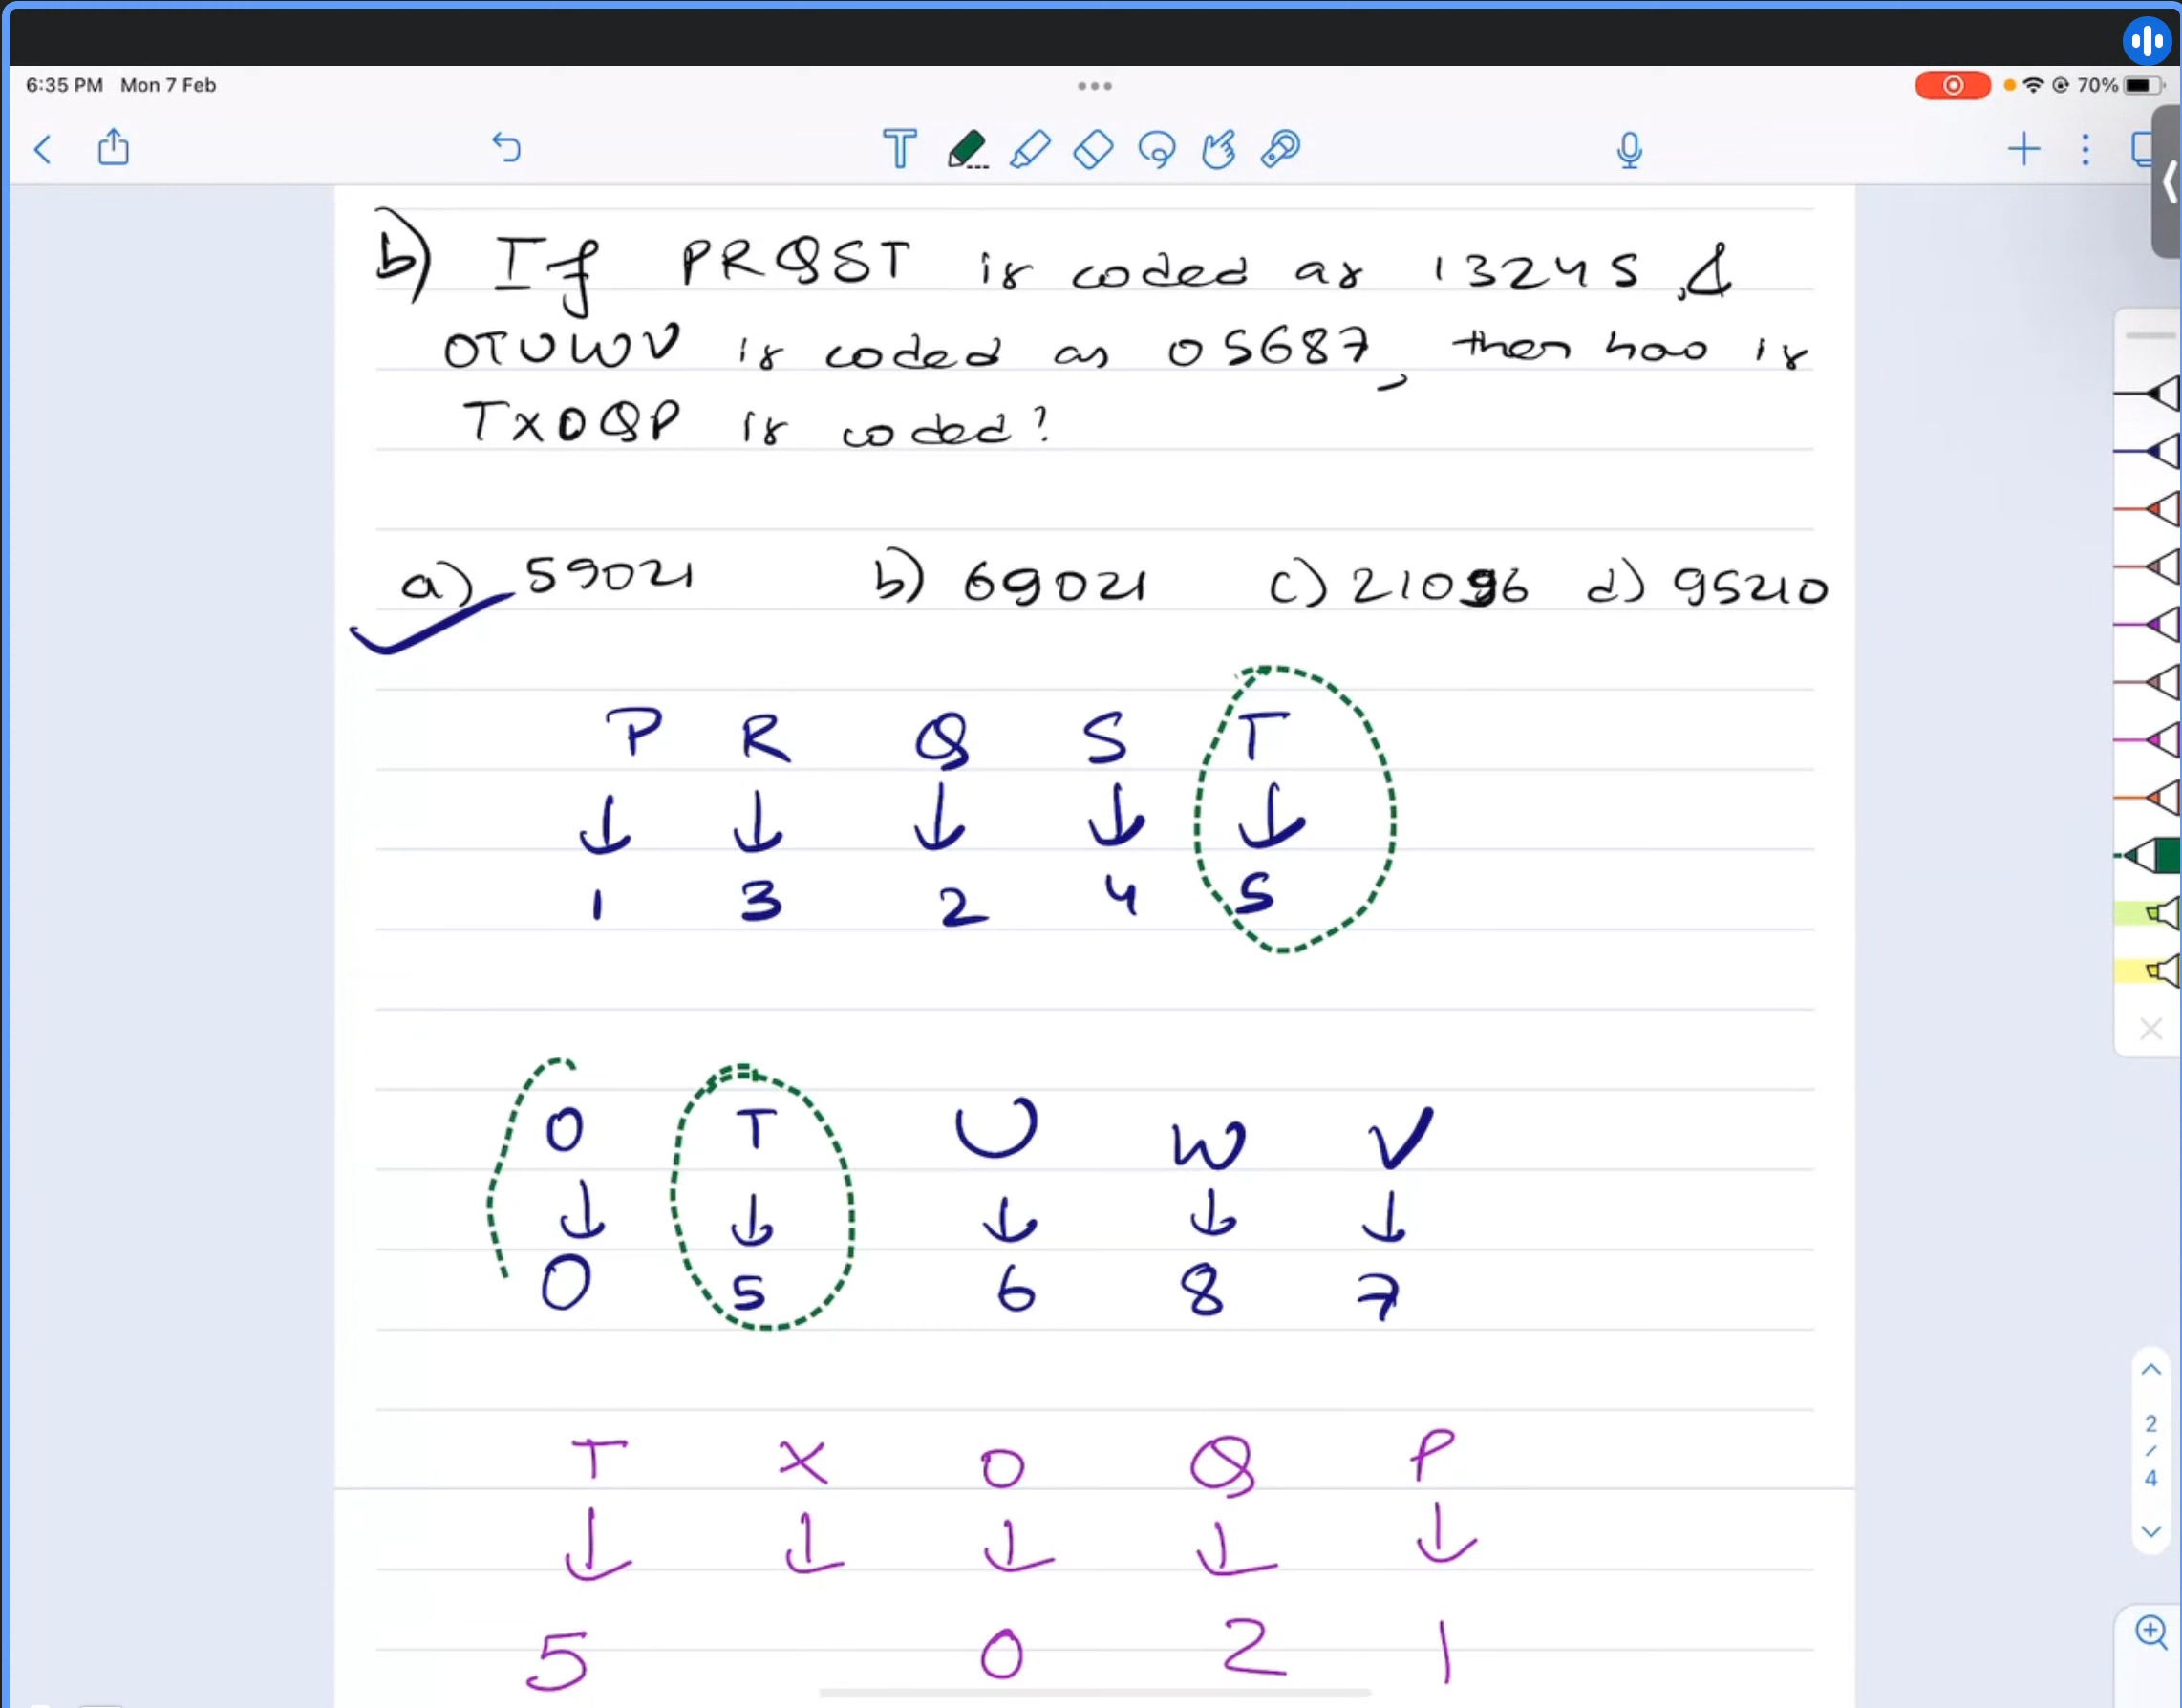 6:35 PM Mon 7 Feb
70%
b) If PRQST is coded as 13245, &
OTUWV is coded as 05687, then how is
TXOQP is coded?
a) 59021 b) 69021 c) 21096 d) 95210
P R Q S T
↓ ↓ ↓ ↓ ↓
1 3 2 4 5
O T U W V
↓ ↓ ↓ ↓ ↓
0 5 6 8 7
T X O Q P
↓ ↓ ↓ ↓ ↓
5 0 2 1
2
/
4